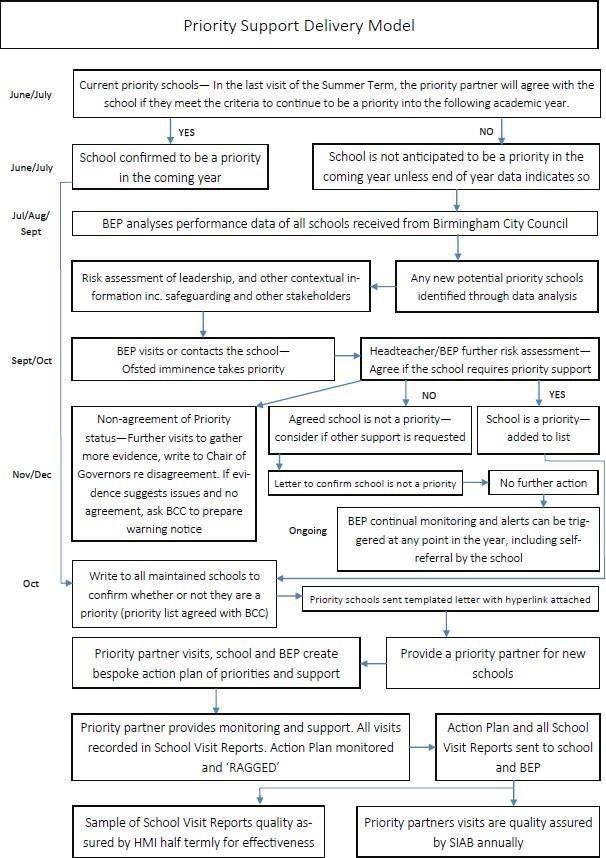 Priority Support Delivery Model
June/July
Current priority schools— In the last visit of the Summer Term, the priority partner will agree with the
school if they meet the criteria to continue to be a priority into the following academic year.
YES
NO
June/July
School confirmed to be a priority
in the coming year
School is not anticipated to be a priority in the
coming year unless end of year data indicates so
Jul/Aug/
Sept
BEP analyses performance data of all schools received from Birmingham City Council
Risk assessment of leadership, and other contextual in-
formation inc. safeguarding and other stakeholders
Any new potential priority schools
identified through data analysis
Sept/Oct
BEP visits or contacts the school—
Ofsted imminence takes priority
Headteacher/BEP further risk assessment—
Agree if the school requires priority support
NO
YES
Nov/Dec
Non-agreement of Priority
status—Further visits to gather
more evidence, write to Chair of
Governors re disagreement. If evi-
dence suggests issues and no
agreement, ask BCC to prepare
warning notice
Agreed school is not a priority—
consider if other support is requested
School is a priority—
added to list
Letter to confirm school is not a priority
No further action
Ongoing
BEP continual monitoring and alerts can be trig-
gered at any point in the year, including self-
referral by the school
Oct
Write to all maintained schools to
confirm whether or not they are a
priority (priority list agreed with BCC)
Priority schools sent templated letter with hyperlink attached
Priority partner visits, school and BEP create
bespoke action plan of priorities and support
Provide a priority partner for new
schools
Priority partner provides monitoring and support. All visits
recorded in School Visit Reports. Action Plan monitored
and ‘RAGGED’
Action Plan and all School
Visit Reports sent to school
and BEP
Sample of School Visit Reports quality as-
sured by HMI half termly for effectiveness
Priority partners visits are quality assured
by SIAB annually